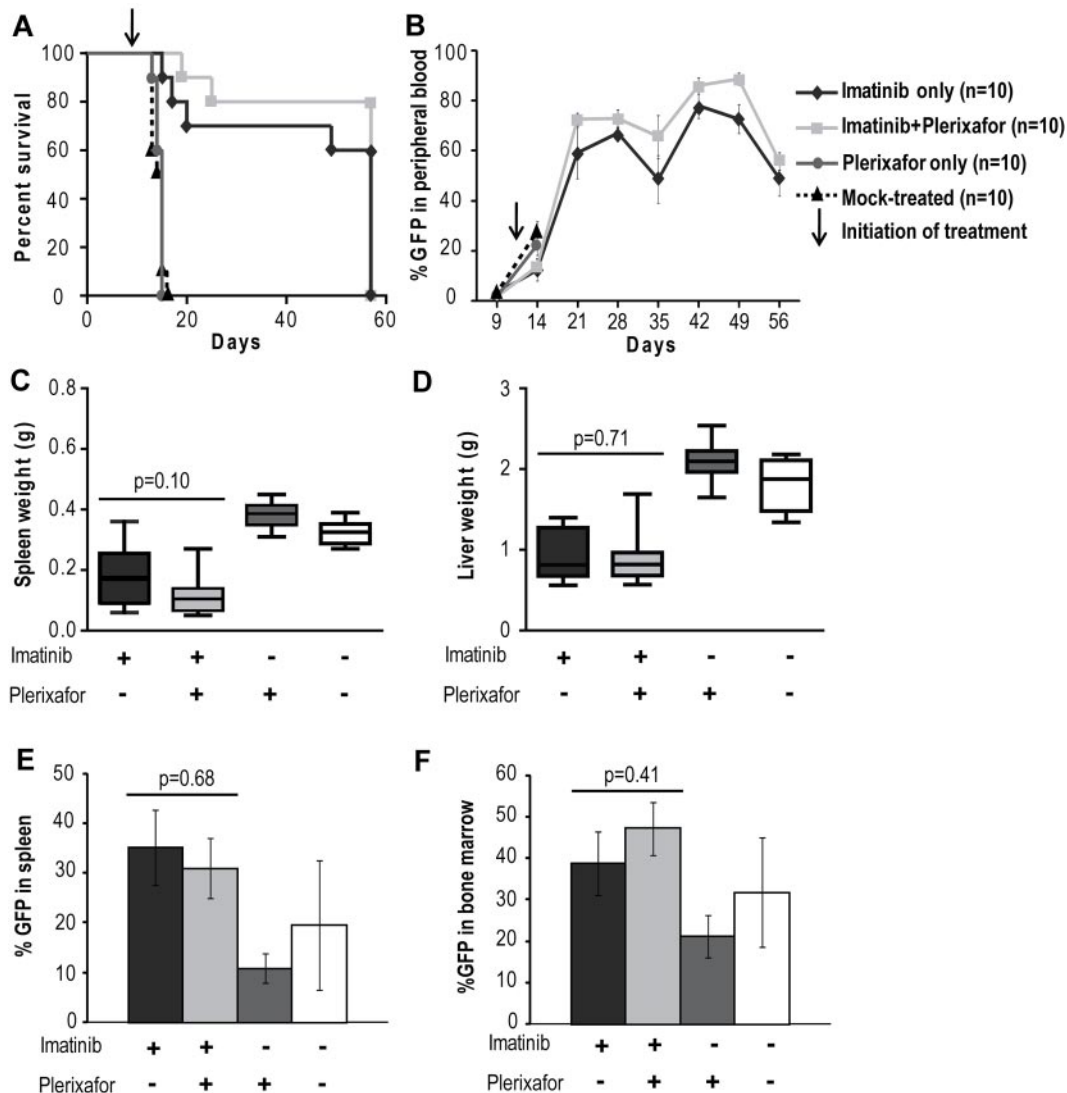 A
Percent survival
100
80
60
40
20
0
0 20 40 60
Days
B
% GFP in peripheral blood
100
80
60
40
20
0
9 14 21 28 35 42 49 56
Days
Imatinib only (n=10)
Imatinib+Plerixafor (n=10)
Plerixafor only (n=10)
Mock-treated (n=10)
Initiation of treatment
C
Spleen weight (g)
0.8
0.6
0.4
0.2
0.0
p=0.10
Imatinib + + - -
Plerixafor - + + -
D
Liver weight (g)
3
2
1
0
p=0.71
Imatinib + + - -
Plerixafor - + + -
E
% GFP in spleen
50
40
30
20
10
0
p=0.68
Imatinib + + - -
Plerixafor - + + -
F
%GFP in bone marrow
60
50
40
30
20
10
0
p=0.41
Imatinib + + - -
Plerixafor - + + -